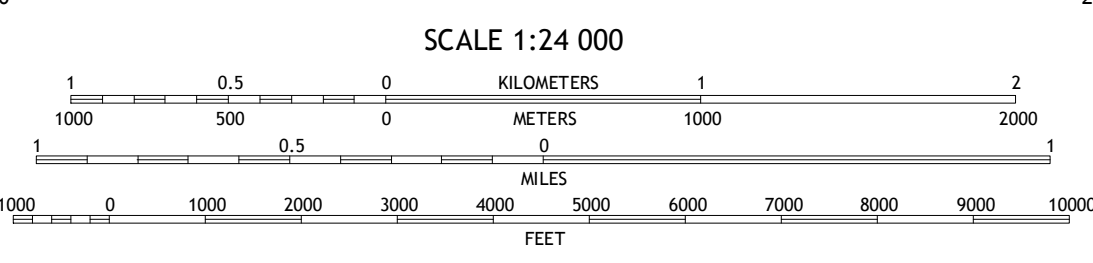 SCALE 1:24 000
1 0.5 0 KILOMETERS 1 2
1000 500 0 METERS 1000 2000
1 0.5 0 1
MILES
1000 0 1000 2000 3000 4000 5000 6000 7000 8000 9000 10000
FEET